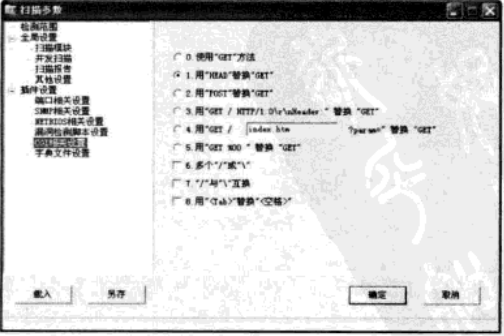 扫描参数
检测范围
全局设置
扫描模块
并发扫描
扫描报告
其他设置
插件设置
端口相关设置
SNMP相关设置
NETBIOS相关设置
漏洞检测脚本设置
CGI相关设置
字典文件设置
0.使用"GET"方法
1.用"HEAD"替换"GET"
2.用"POST"替换"GET"
3.用"GET / HTTP/1.0\r\nHeader:" 替换 "GET"
4.用"GET / index.htm ?param=" 替换 "GET"
5.用"GET %00 " 替换 "GET"
6.多个"/"或"\"
7."/"与"\"互换
8.用"<Tab>"替换"<空格>"
载入
另存
确定
取消